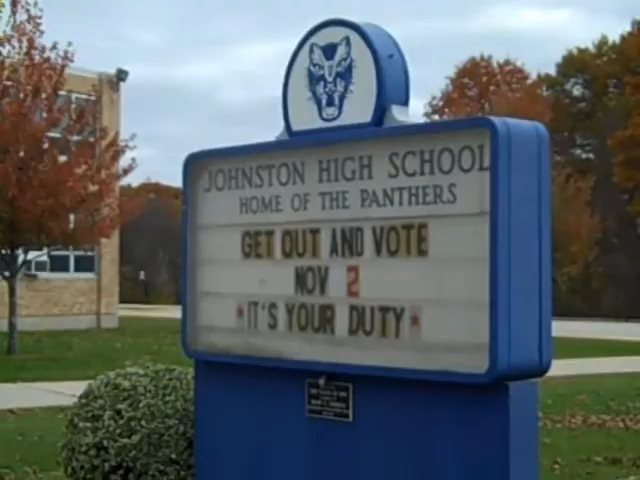 JOHNSTON HIGH SCHOOL
HOME OF THE PANTHERS
GET OUT AND VOTE
NOV 2
*IT'S YOUR DUTY*